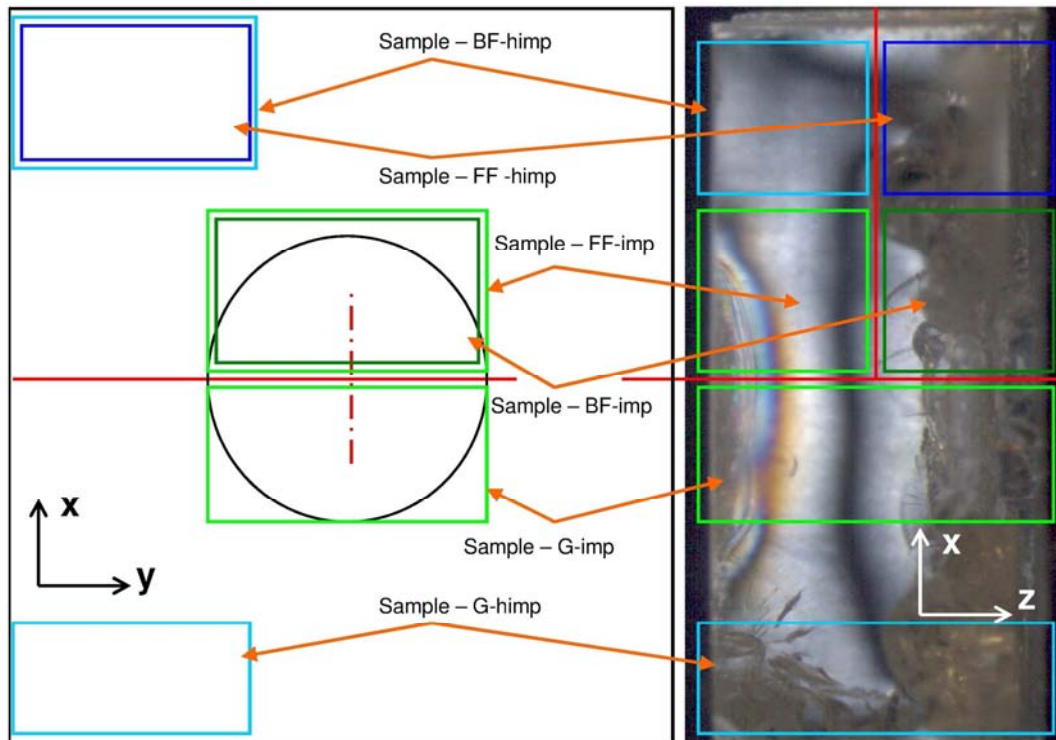 Sample – BF-himp
Sample – FF -himp
Sample – FF-imp
Sample – BF-imp
x
y
Sample – G-imp
x
z
Sample – G-himp